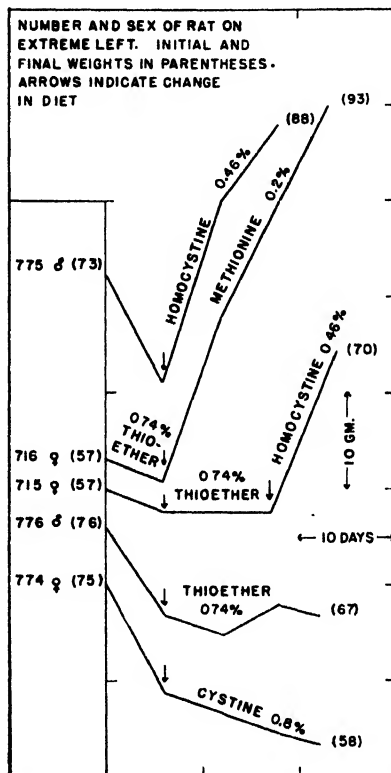 NUMBER AND SEX OF RAT ON
EXTREME LEFT. INITIAL AND
FINAL WEIGHTS IN PARENTHESES.
ARROWS INDICATE CHANGE
IN DIET
(88)
(93)
0.46%
HOMOCYSTINE
0.2%
METHIONINE
775 ♂ (73)
HOMOCYSTINE 0.46%
(70)
074%
THIO-
ETHER
716 ♀ (57)
715 ♀ (57)
074%
THIOETHER
10 GM.
776 ♂ (76)
10 DAYS
774 ♀ (75)
THIOETHER
074%
(67)
CYSTINE 0.8%
(58)